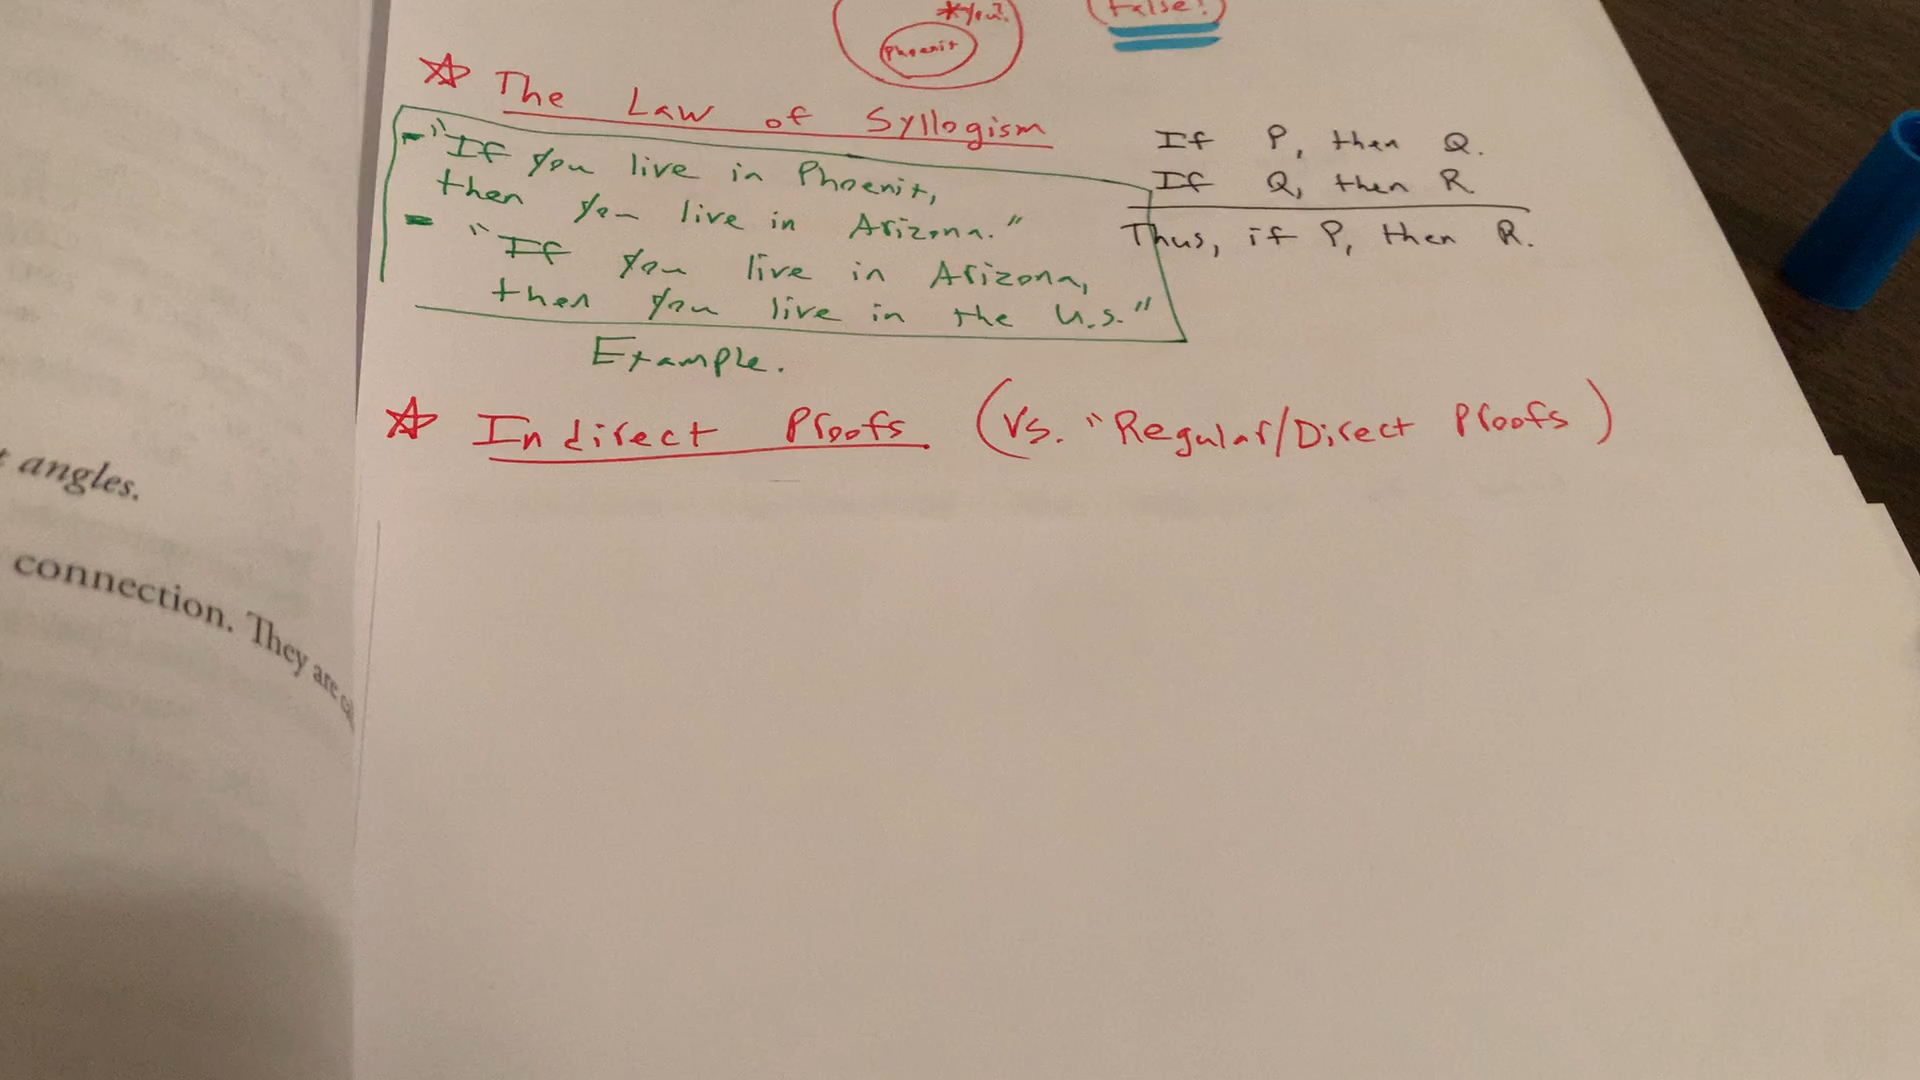 *You?
Phoenix
False!
☆ The Law of Syllogism
- "If you live in Phoenix,
then you live in Arizona."
- "If you live in Arizona,
then you live in the U.S."
Example.
If P, then Q.
If Q, then R
Thus, if P, then R.
☆ Indirect Proofs (vs. "Regular/Direct Proofs)
angles.
connection. They are